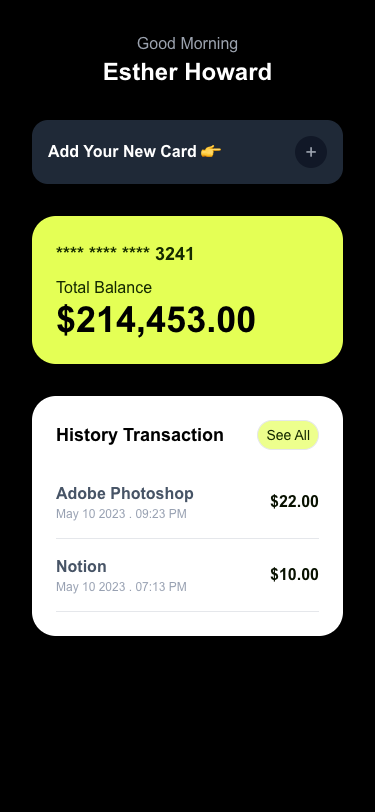 Good Morning
Esther Howard
Add Your New Card 👉
+
**** **** **** 3241
Total Balance
$214,453.00
History Transaction
See All
Adobe Photoshop
$22.00
May 10 2023 . 09:23 PM
Notion
$10.00
May 10 2023 . 07:13 PM